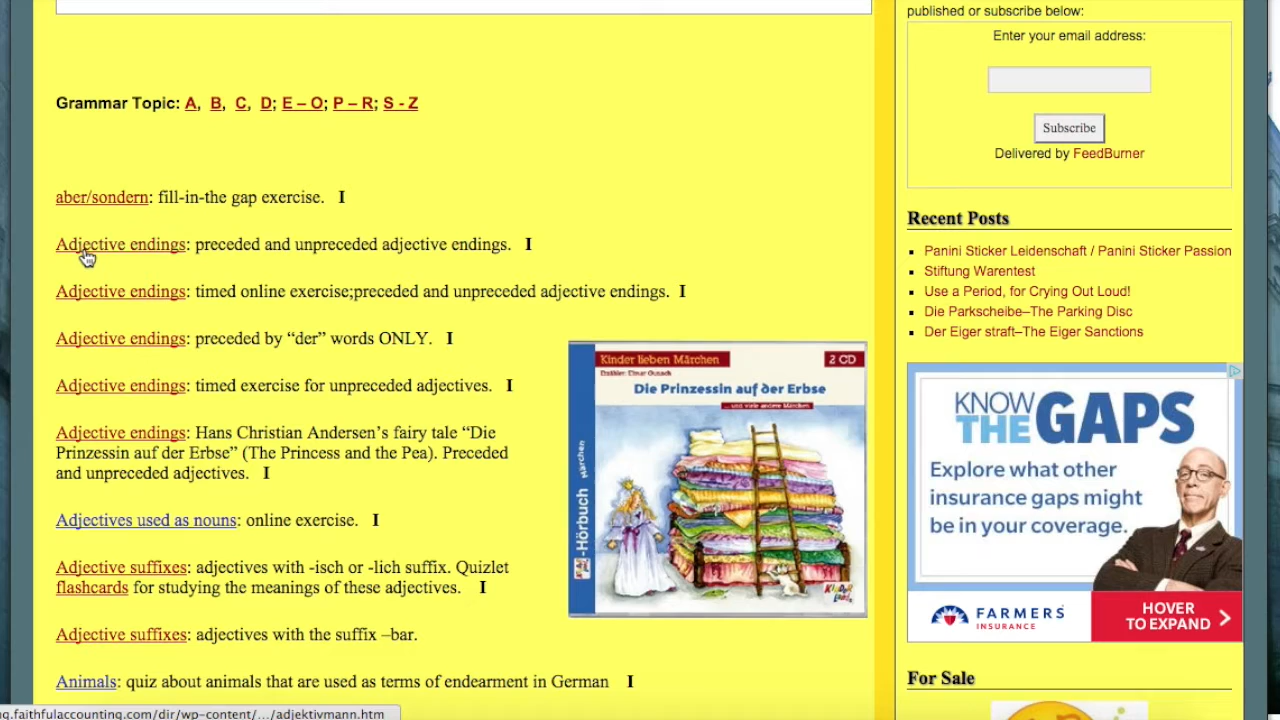 Grammar Topic: A, B, C, D; E – O; P – R; S - Z
aber/sondern: fill-in-the gap exercise. I
Adjective endings: preceded and unpreceded adjective endings. I
Adjective endings: timed online exercise;preceded and unpreceded adjective endings. I
Adjective endings: preceded by “der” words ONLY. I
Adjective endings: timed exercise for unpreceded adjectives. I
Adjective endings: Hans Christian Andersen’s fairy tale “Die
Prinzessin auf der Erbse” (The Princess and the Pea). Preceded
and unpreceded adjectives. I
Adjectives used as nouns: online exercise. I
Adjective suffixes: adjectives with -isch or -lich suffix. Quizlet
flashcards for studying the meanings of these adjectives. I
Adjective suffixes: adjectives with the suffix –bar.
Animals: quiz about animals that are used as terms of endearment in German I
Kinder lieben Märchen
2 CD
Die Prinzessin auf der Erbse
... und viele andere Märchen
Märchen
-Hörbuch
published or subscribe below:
Enter your email address:
Subscribe
Delivered by FeedBurner
Recent Posts
Panini Sticker Leidenschaft / Panini Sticker Passion
Stiftung Warentest
Use a Period, for Crying Out Loud!
Die Parkscheibe–The Parking Disc
Der Eiger straft–The Eiger Sanctions
KNOW
THE GAPS
Explore what other
insurance gaps might
be in your coverage.
FARMERS
INSURANCE
HOVER
TO EXPAND
For Sale
ng.faithfulaccounting.com/dir/wp-content/.../adjektivmann.htm